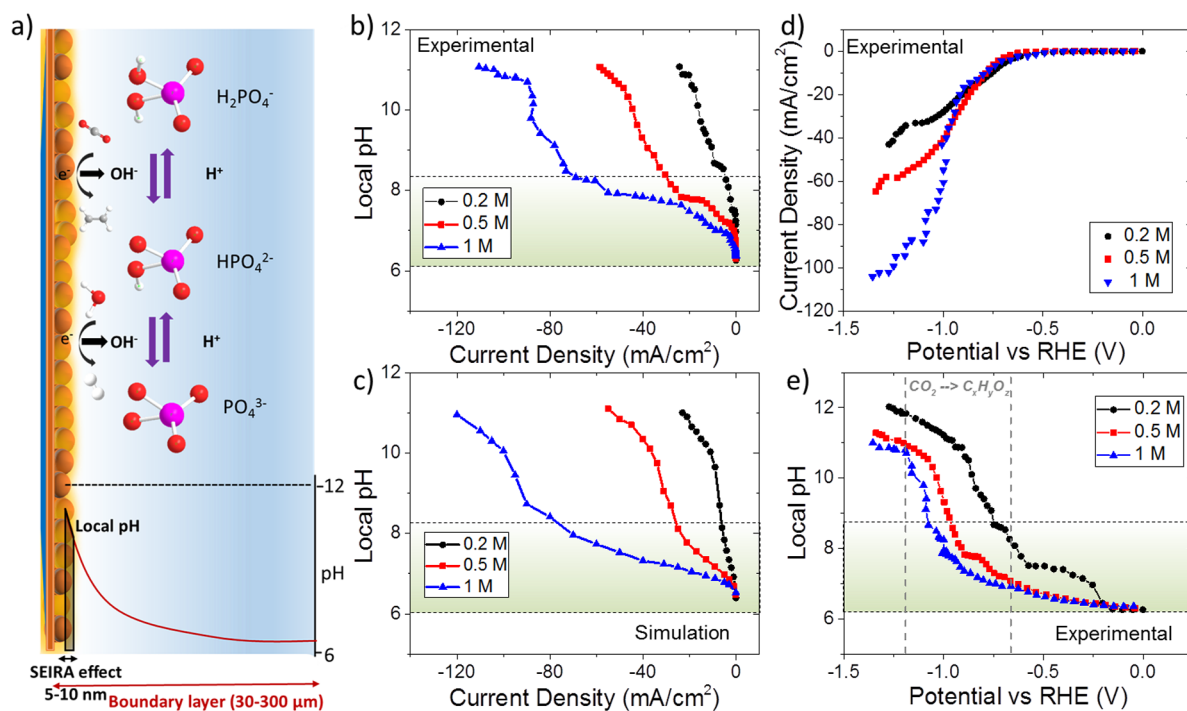 a)
H₂PO₄⁻
e⁻
OH⁻
H⁺
HPO₄²⁻
e⁻
OH⁻
H⁺
PO₄³⁻
12
Local pH
pH
6
SEIRA effect
5-10 nm
Boundary layer (30-300 µm)
b)
Experimental
12
10
8
6
Local pH
0.2 M
0.5 M
1 M
-120
-80
-40
0
Current Density (mA/cm²)
c)
12
10
8
6
Local pH
0.2 M
0.5 M
1 M
Simulation
-120
-80
-40
0
Current Density (mA/cm²)
d)
Experimental
0
-20
-40
-60
-80
-100
-120
Current Density (mA/cm²)
0.2 M
0.5 M
1 M
-1.5
-1.0
-0.5
0.0
Potential vs RHE (V)
e)
CO₂ --> CₓHᵧO_z
12
10
8
6
Local pH
0.2 M
0.5 M
1 M
Experimental
-1.5
-1.0
-0.5
0.0
Potential vs RHE (V)